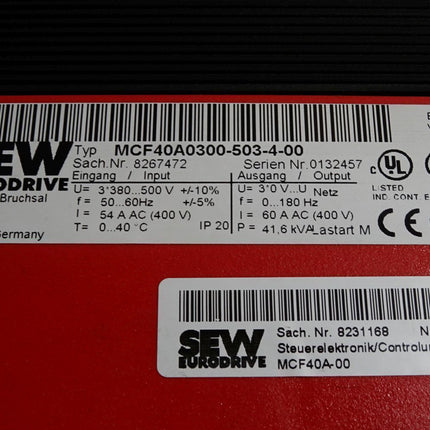 SEW
EURODRIVE
Bruchsal
Germany
Typ MCF40A0300-503-4-00
Sach.Nr. 8267472 Serien Nr.0132457
Eingang / Input Ausgang / Output
U= 3*380...500 V +/-10% U= 3*0 V...U Netz
f = 50...60Hz +/-5% f = 0...180 Hz
I = 54 A AC (400 V) I = 60 A AC (400 V)
T= 0...40 °C IP 20 P = 41,6 kVA Lastart M
C UL
LISTED
IND. CONT. E
CE
SEW
EURODRIVE
Sach. Nr. 8231168 N
Steuerelektronik/Controlu
MCF40A-00